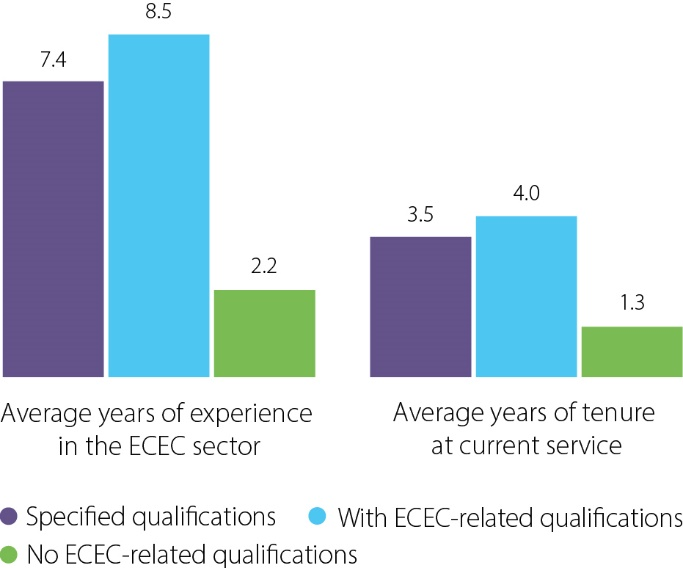 8.5
7.4
2.2
4.0
3.5
1.3
Average years of experience
in the ECEC sector
Average years of tenure
at current service
Specified qualifications
With ECEC-related qualifications
No ECEC-related qualifications